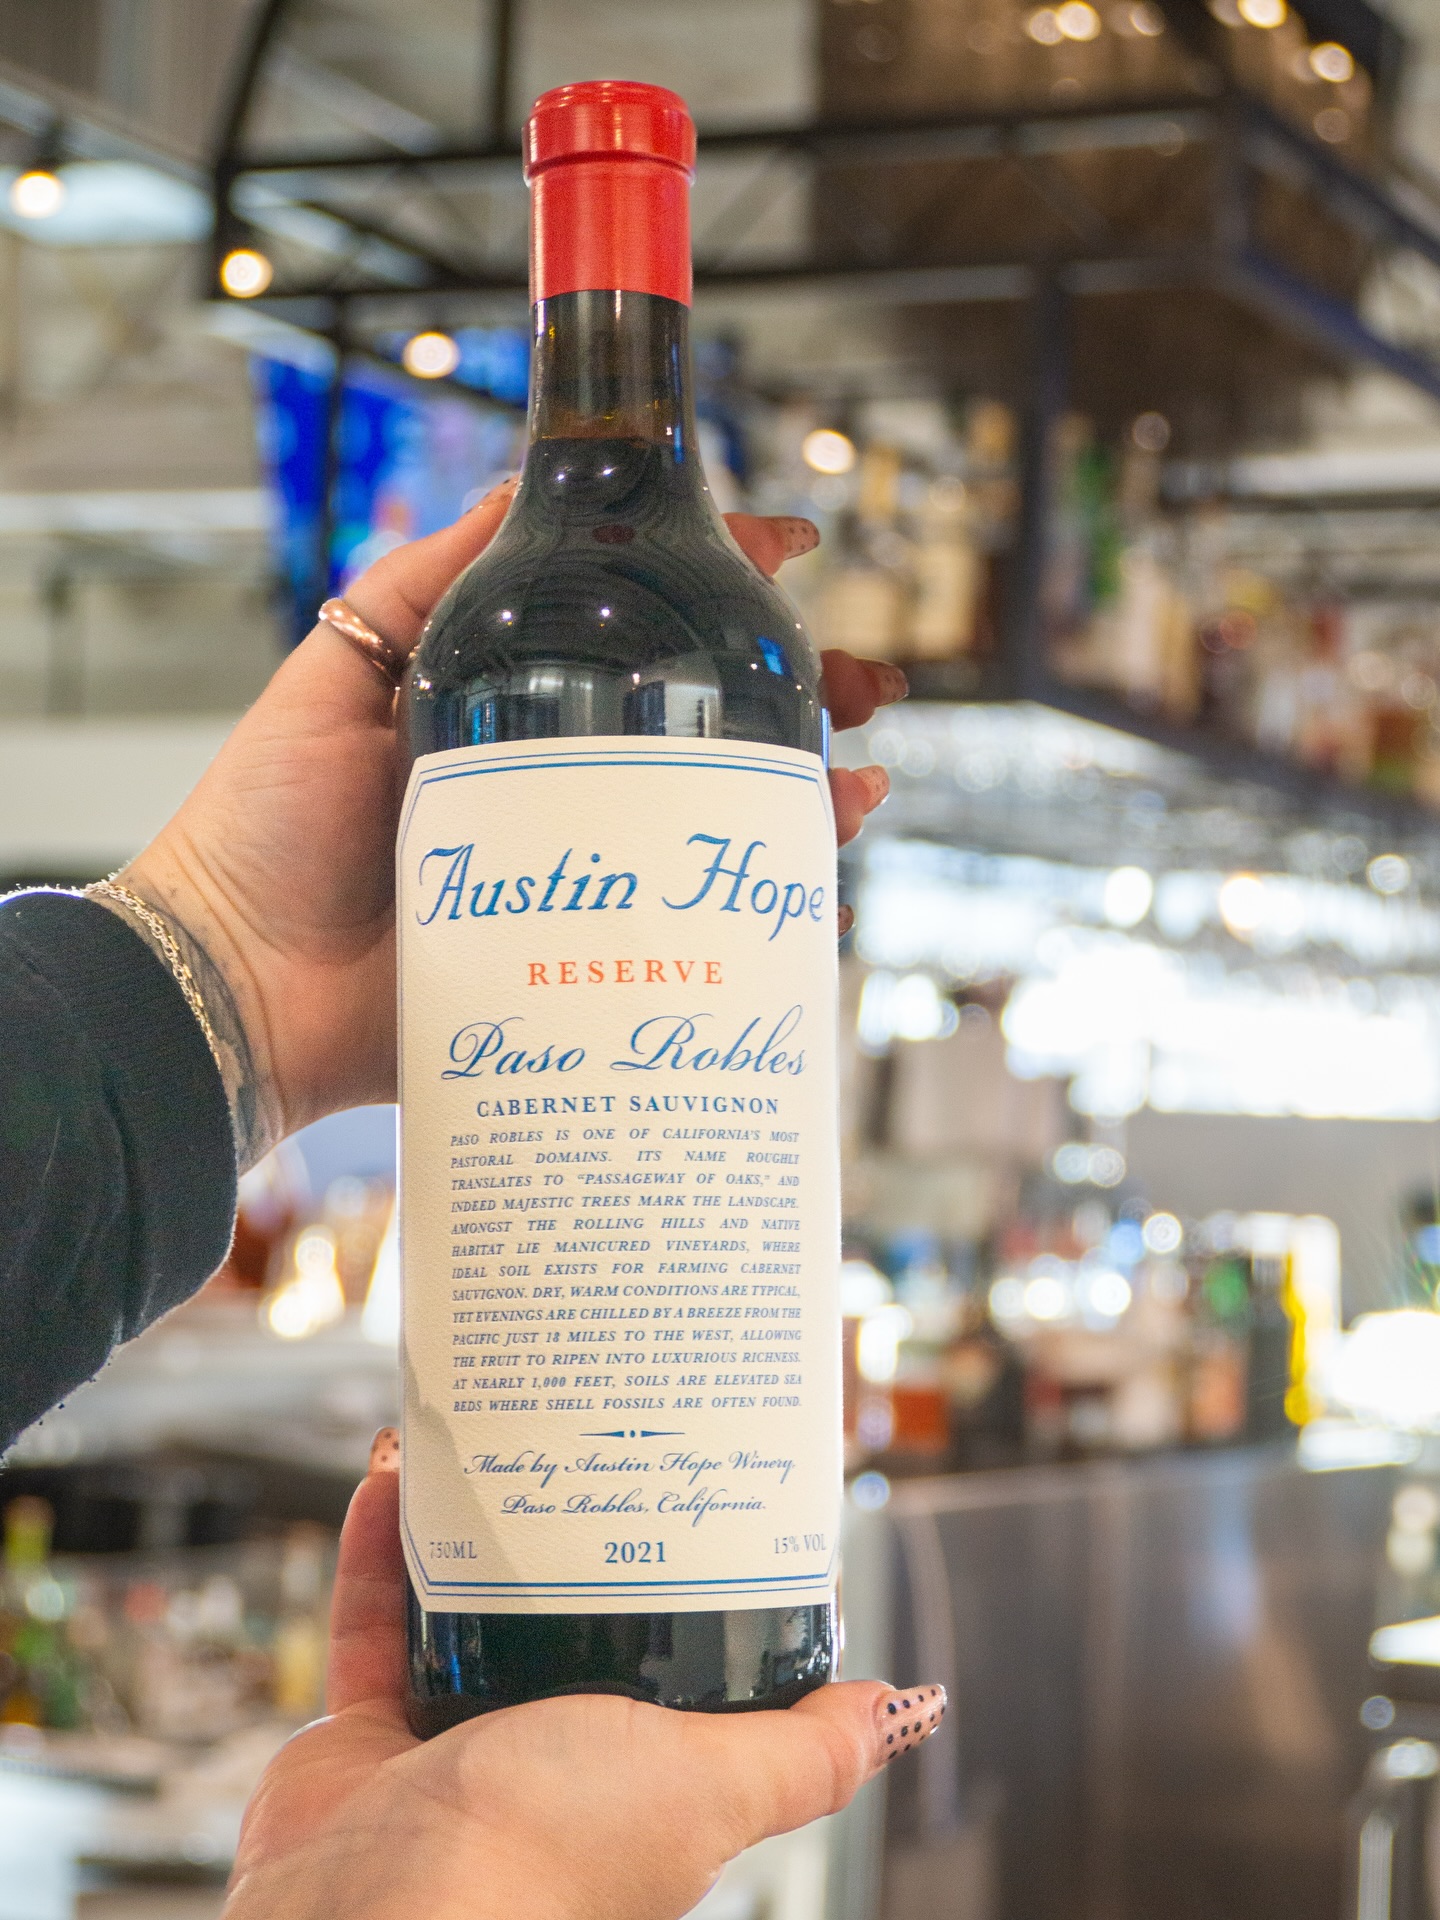 Austin Hope
RESERVE
Paso Robles
CABERNET SAUVIGNON
PASO ROBLES IS ONE OF CALIFORNIA'S MOST
PASTORAL DOMAINS. ITS NAME ROUGHLY
TRANSLATES TO “PASSAGEWAY OF OAKS,” AND
INDEED MAJESTIC TREES MARK THE LANDSCAPE.
AMONGST THE ROLLING HILLS AND NATIVE
HABITAT LIE MANICURED VINEYARDS, WHERE
IDEAL SOIL EXISTS FOR FARMING CABERNET
SAUVIGNON. DRY, WARM CONDITIONS ARE TYPICAL,
YET EVENINGS ARE CHILLED BY A BREEZE FROM THE
PACIFIC JUST 18 MILES TO THE WEST, ALLOWING
THE FRUIT TO RIPEN INTO LUXURIOUS RICHNESS.
AT NEARLY 1,000 FEET, SOILS ARE ELEVATED SEA
BEDS WHERE SHELL FOSSILS ARE OFTEN FOUND.
Made by Austin Hope Winery.
Paso Robles, California.
750ML 2021 15% VOL